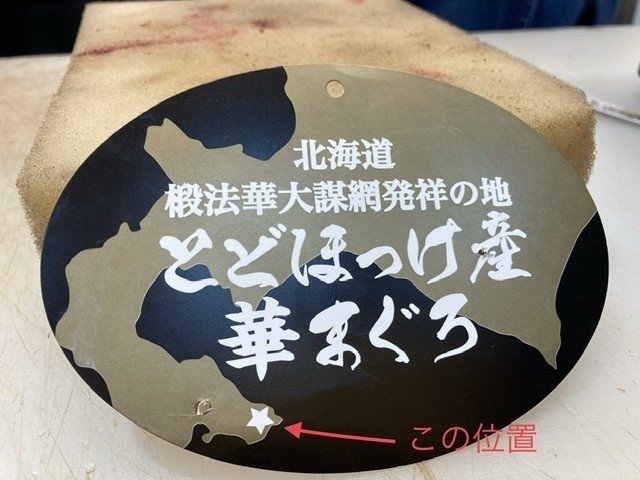 北海道
椴法華大謀網発祥の地
とどほっけ産
華まぐろ
この位置